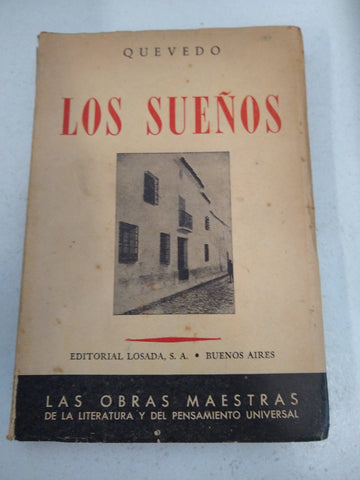 QUEVEDO
LOS SUEÑOS
EDITORIAL LOSADA, S. A. • BUENOS AIRES
LAS OBRAS MAESTRAS
DE LA LITERATURA Y DEL PENSAMIENTO UNIVERSAL